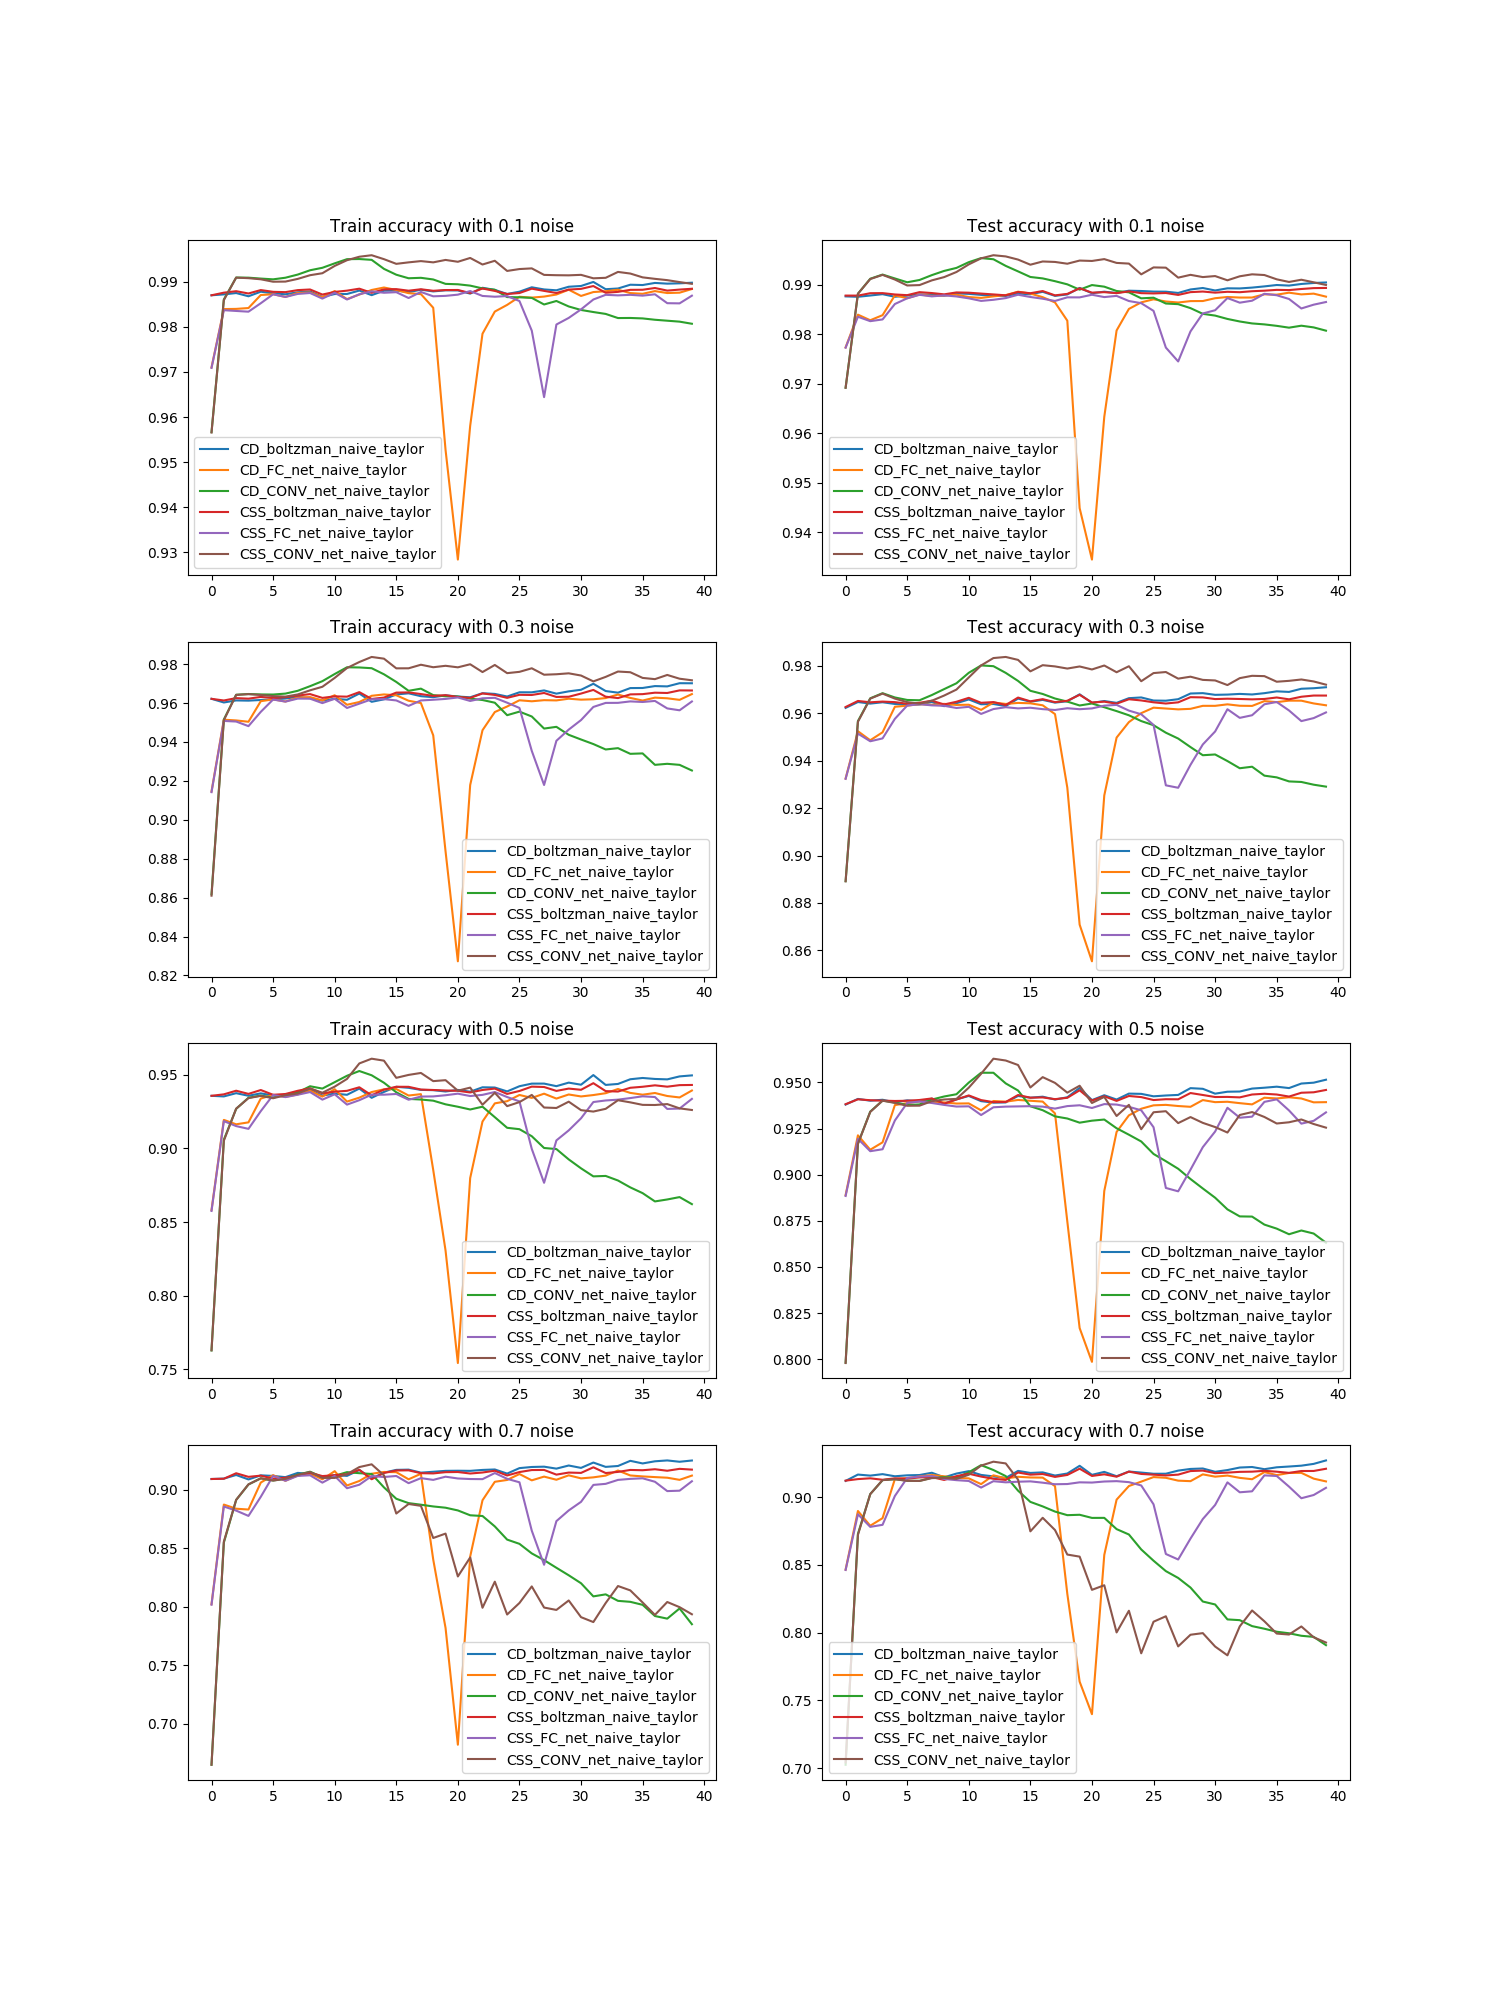 Train accuracy with 0.1 noise
0.99
0.98
0.97
0.96
0.95
0.94
0.93
CD_boltzman_naive_taylor
CD_FC_net_naive_taylor
CD_CONV_net_naive_taylor
CSS_boltzman_naive_taylor
CSS_FC_net_naive_taylor
CSS_CONV_net_naive_taylor
0 5 10 15 20 25 30 35 40
Test accuracy with 0.1 noise
0.99
0.98
0.97
0.96
0.95
0.94
CD_boltzman_naive_taylor
CD_FC_net_naive_taylor
CD_CONV_net_naive_taylor
CSS_boltzman_naive_taylor
CSS_FC_net_naive_taylor
CSS_CONV_net_naive_taylor
0 5 10 15 20 25 30 35 40
Train accuracy with 0.3 noise
0.98
0.96
0.94
0.92
0.90
0.88
0.86
0.84
0.82
CD_boltzman_naive_taylor
CD_FC_net_naive_taylor
CD_CONV_net_naive_taylor
CSS_boltzman_naive_taylor
CSS_FC_net_naive_taylor
CSS_CONV_net_naive_taylor
0 5 10 15 20 25 30 35 40
Test accuracy with 0.3 noise
0.98
0.96
0.94
0.92
0.90
0.88
0.86
CD_boltzman_naive_taylor
CD_FC_net_naive_taylor
CD_CONV_net_naive_taylor
CSS_boltzman_naive_taylor
CSS_FC_net_naive_taylor
CSS_CONV_net_naive_taylor
0 5 10 15 20 25 30 35 40
Train accuracy with 0.5 noise
0.95
0.90
0.85
0.80
0.75
CD_boltzman_naive_taylor
CD_FC_net_naive_taylor
CD_CONV_net_naive_taylor
CSS_boltzman_naive_taylor
CSS_FC_net_naive_taylor
CSS_CONV_net_naive_taylor
0 5 10 15 20 25 30 35 40
Test accuracy with 0.5 noise
0.950
0.925
0.900
0.875
0.850
0.825
0.800
CD_boltzman_naive_taylor
CD_FC_net_naive_taylor
CD_CONV_net_naive_taylor
CSS_boltzman_naive_taylor
CSS_FC_net_naive_taylor
CSS_CONV_net_naive_taylor
0 5 10 15 20 25 30 35 40
Train accuracy with 0.7 noise
0.90
0.85
0.80
0.75
0.70
CD_boltzman_naive_taylor
CD_FC_net_naive_taylor
CD_CONV_net_naive_taylor
CSS_boltzman_naive_taylor
CSS_FC_net_naive_taylor
CSS_CONV_net_naive_taylor
0 5 10 15 20 25 30 35 40
Test accuracy with 0.7 noise
0.90
0.85
0.80
0.75
0.70
CD_boltzman_naive_taylor
CD_FC_net_naive_taylor
CD_CONV_net_naive_taylor
CSS_boltzman_naive_taylor
CSS_FC_net_naive_taylor
CSS_CONV_net_naive_taylor
0 5 10 15 20 25 30 35 40